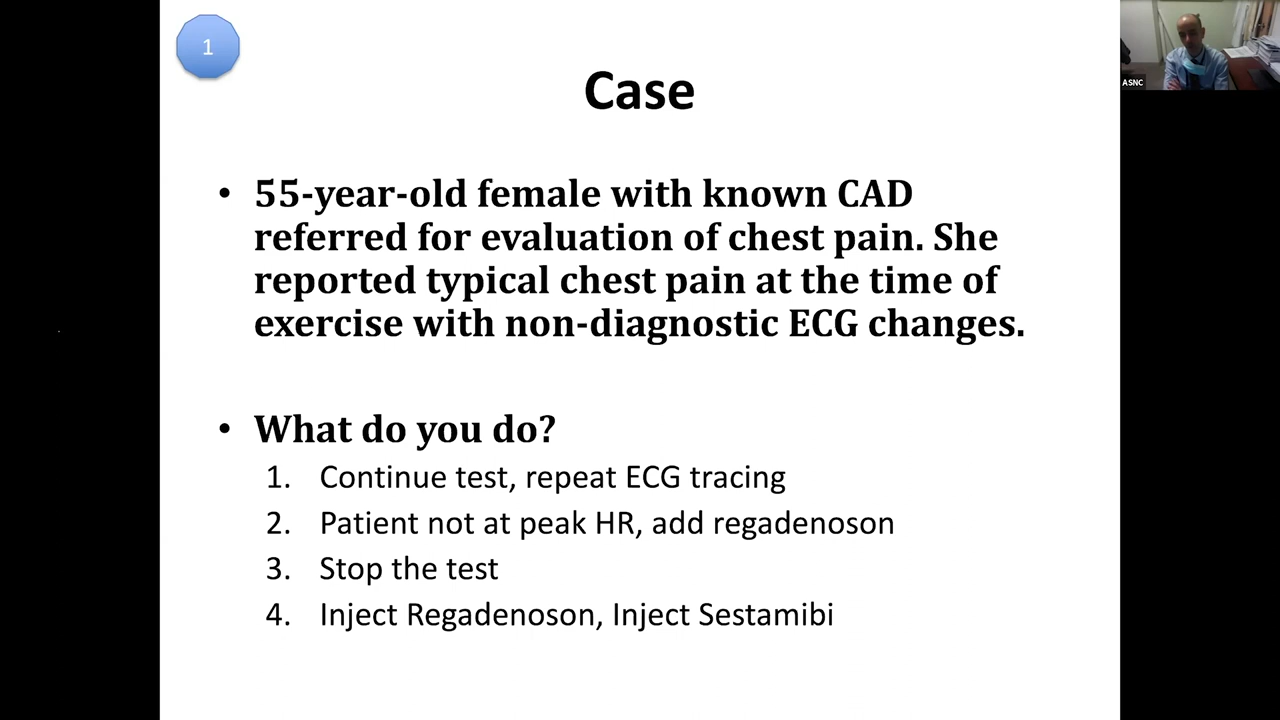 1
Case
• 55-year-old female with known CAD
referred for evaluation of chest pain. She
reported typical chest pain at the time of
exercise with non-diagnostic ECG changes.
• What do you do?
1. Continue test, repeat ECG tracing
2. Patient not at peak HR, add regadenoson
3. Stop the test
4. Inject Regadenoson, Inject Sestamibi
ASNC